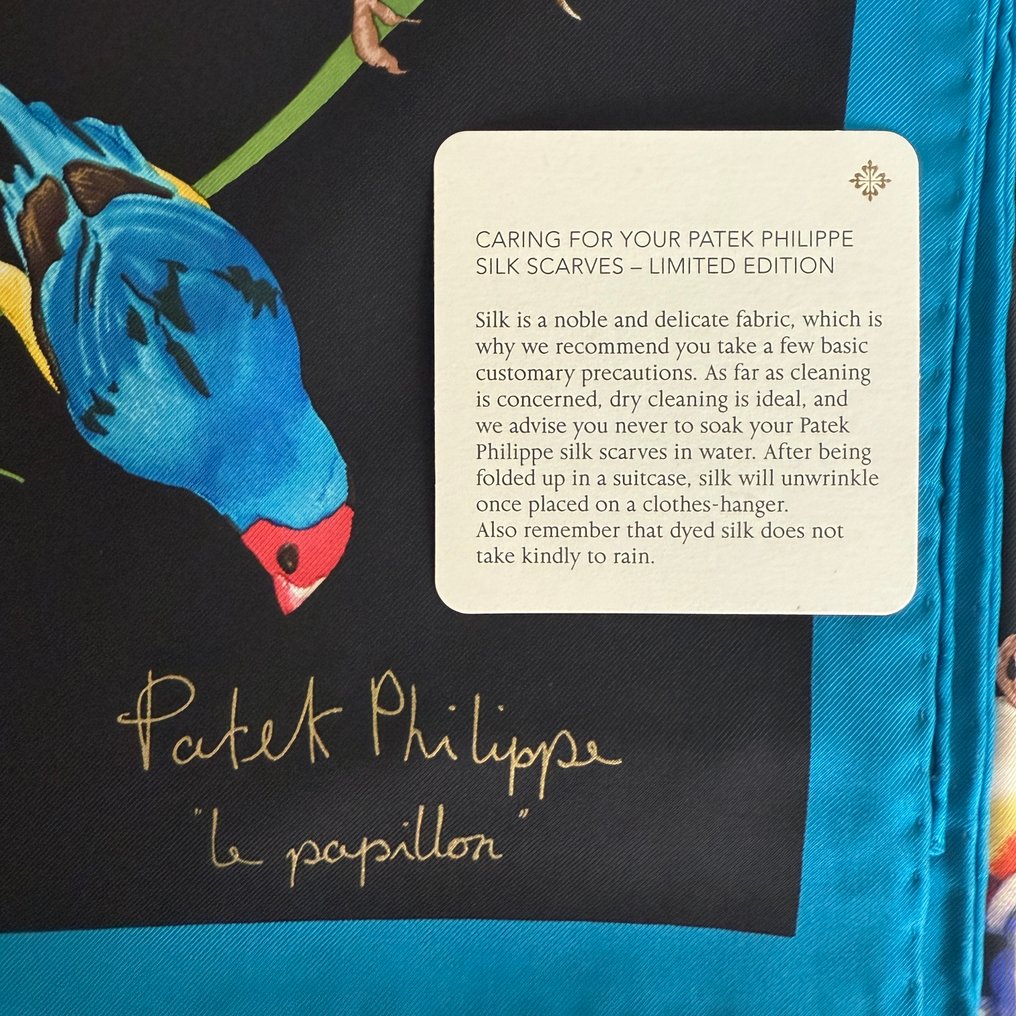 CARING FOR YOUR PATEK PHILIPPE
SILK SCARVES – LIMITED EDITION
Silk is a noble and delicate fabric, which is
why we recommend you take a few basic
customary precautions. As far as cleaning
is concerned, dry cleaning is ideal, and
we advise you never to soak your Patek
Philippe silk scarves in water. After being
folded up in a suitcase, silk will unwrinkle
once placed on a clothes-hanger.
Also remember that dyed silk does not
take kindly to rain.
Patek Philippe
"le papillon"